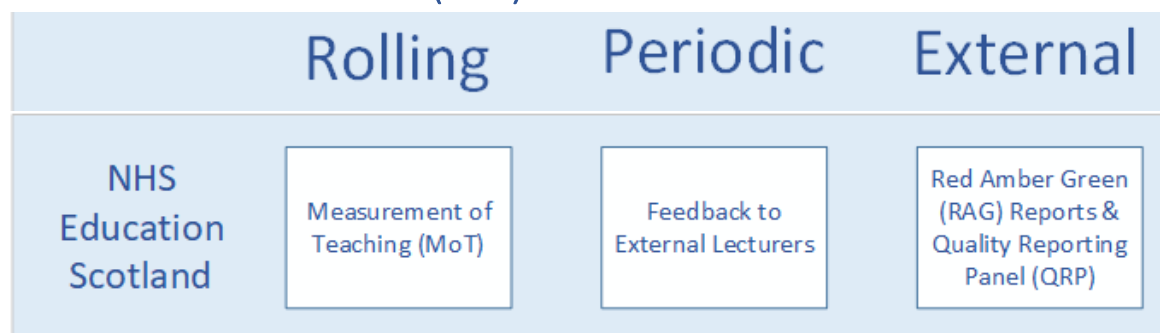 Rolling Periodic External
NHS
Education
Scotland
Measurement of
Teaching (MoT)
Feedback to
External Lecturers
Red Amber Green
(RAG) Reports &
Quality Reporting
Panel (QRP)